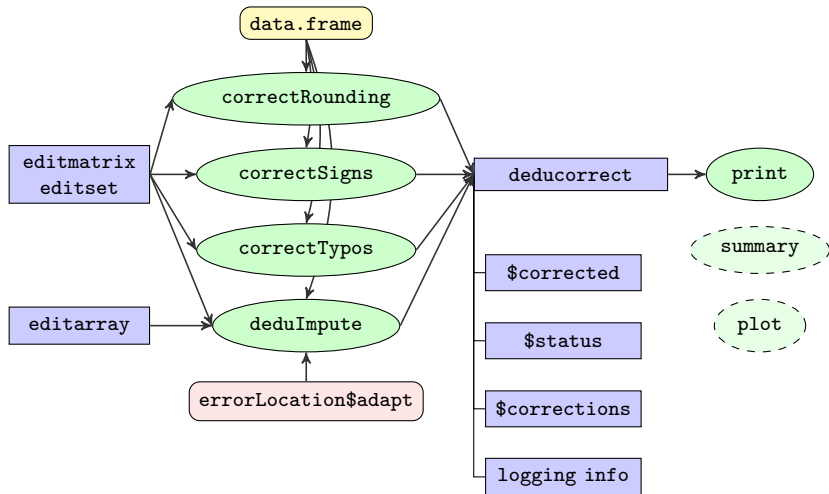 data.frame
correctRounding
editmatrix
editset
correctSigns
deducorrect
print
correctTypos
summary
$corrected
editarray
deduImpute
$status
plot
errorLocation$adapt
$corrections
logging info